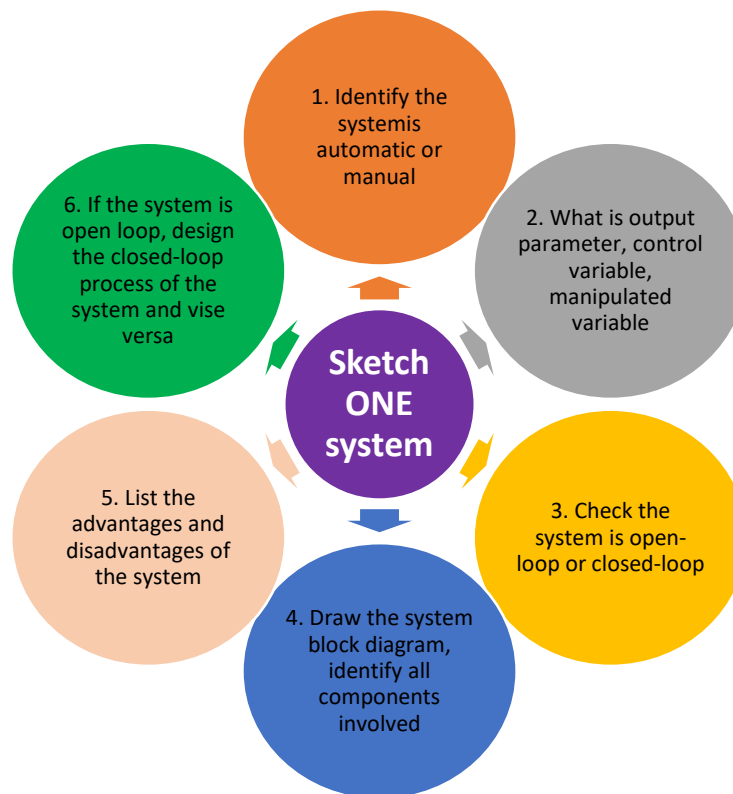 1. Identify the
systemis
automatic or
manual
2. What is output
parameter, control
variable,
manipulated
variable
3. Check the
system is open-
loop or closed-loop
4. Draw the system
block diagram,
identify all
components
involved
5. List the
advantages and
disadvantages of
the system
6. If the system is
open loop, design
the closed-loop
process of the
system and vise
versa
Sketch
ONE
system